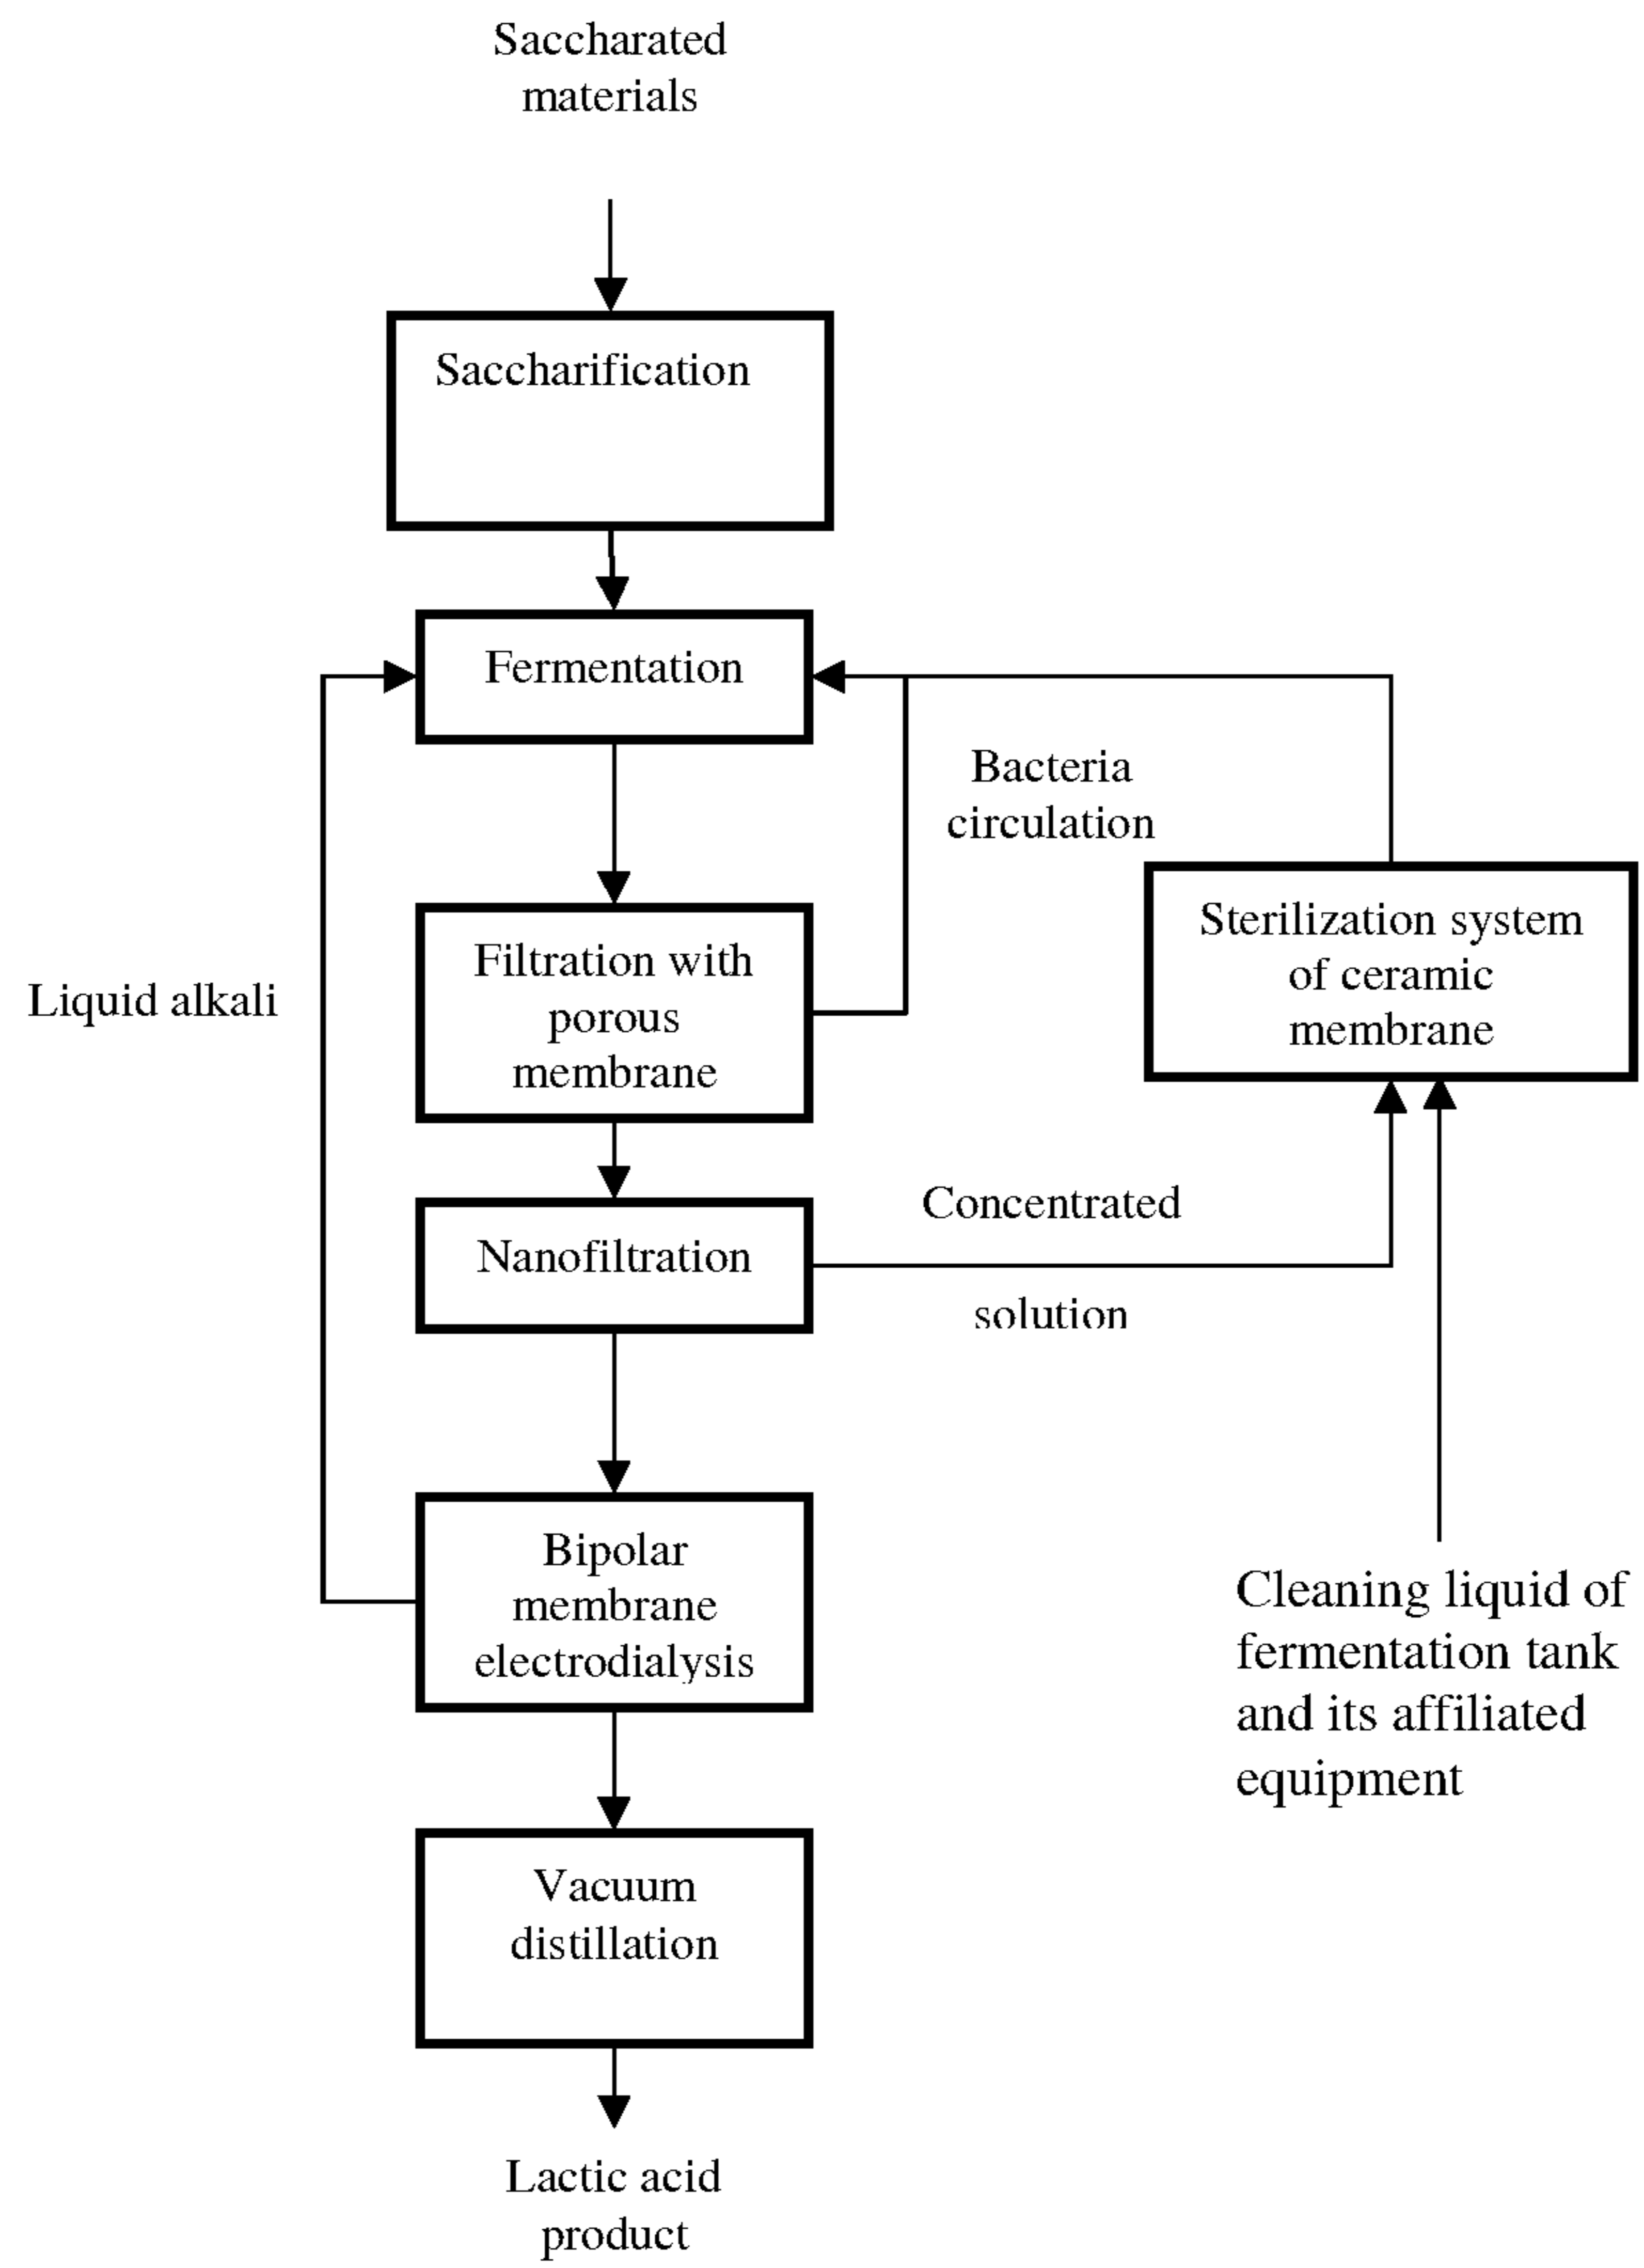 Saccharated
materials
Saccharification
Fermentation
Bacteria
circulation
Sterilization system
of ceramic
membrane
Filtration with
porous
membrane
Liquid alkali
Concentrated
solution
Nanofiltration
Bipolar
membrane
electrodialysis
Cleaning liquid of
fermentation tank
and its affiliated
equipment
Vacuum
distillation
Lactic acid
product